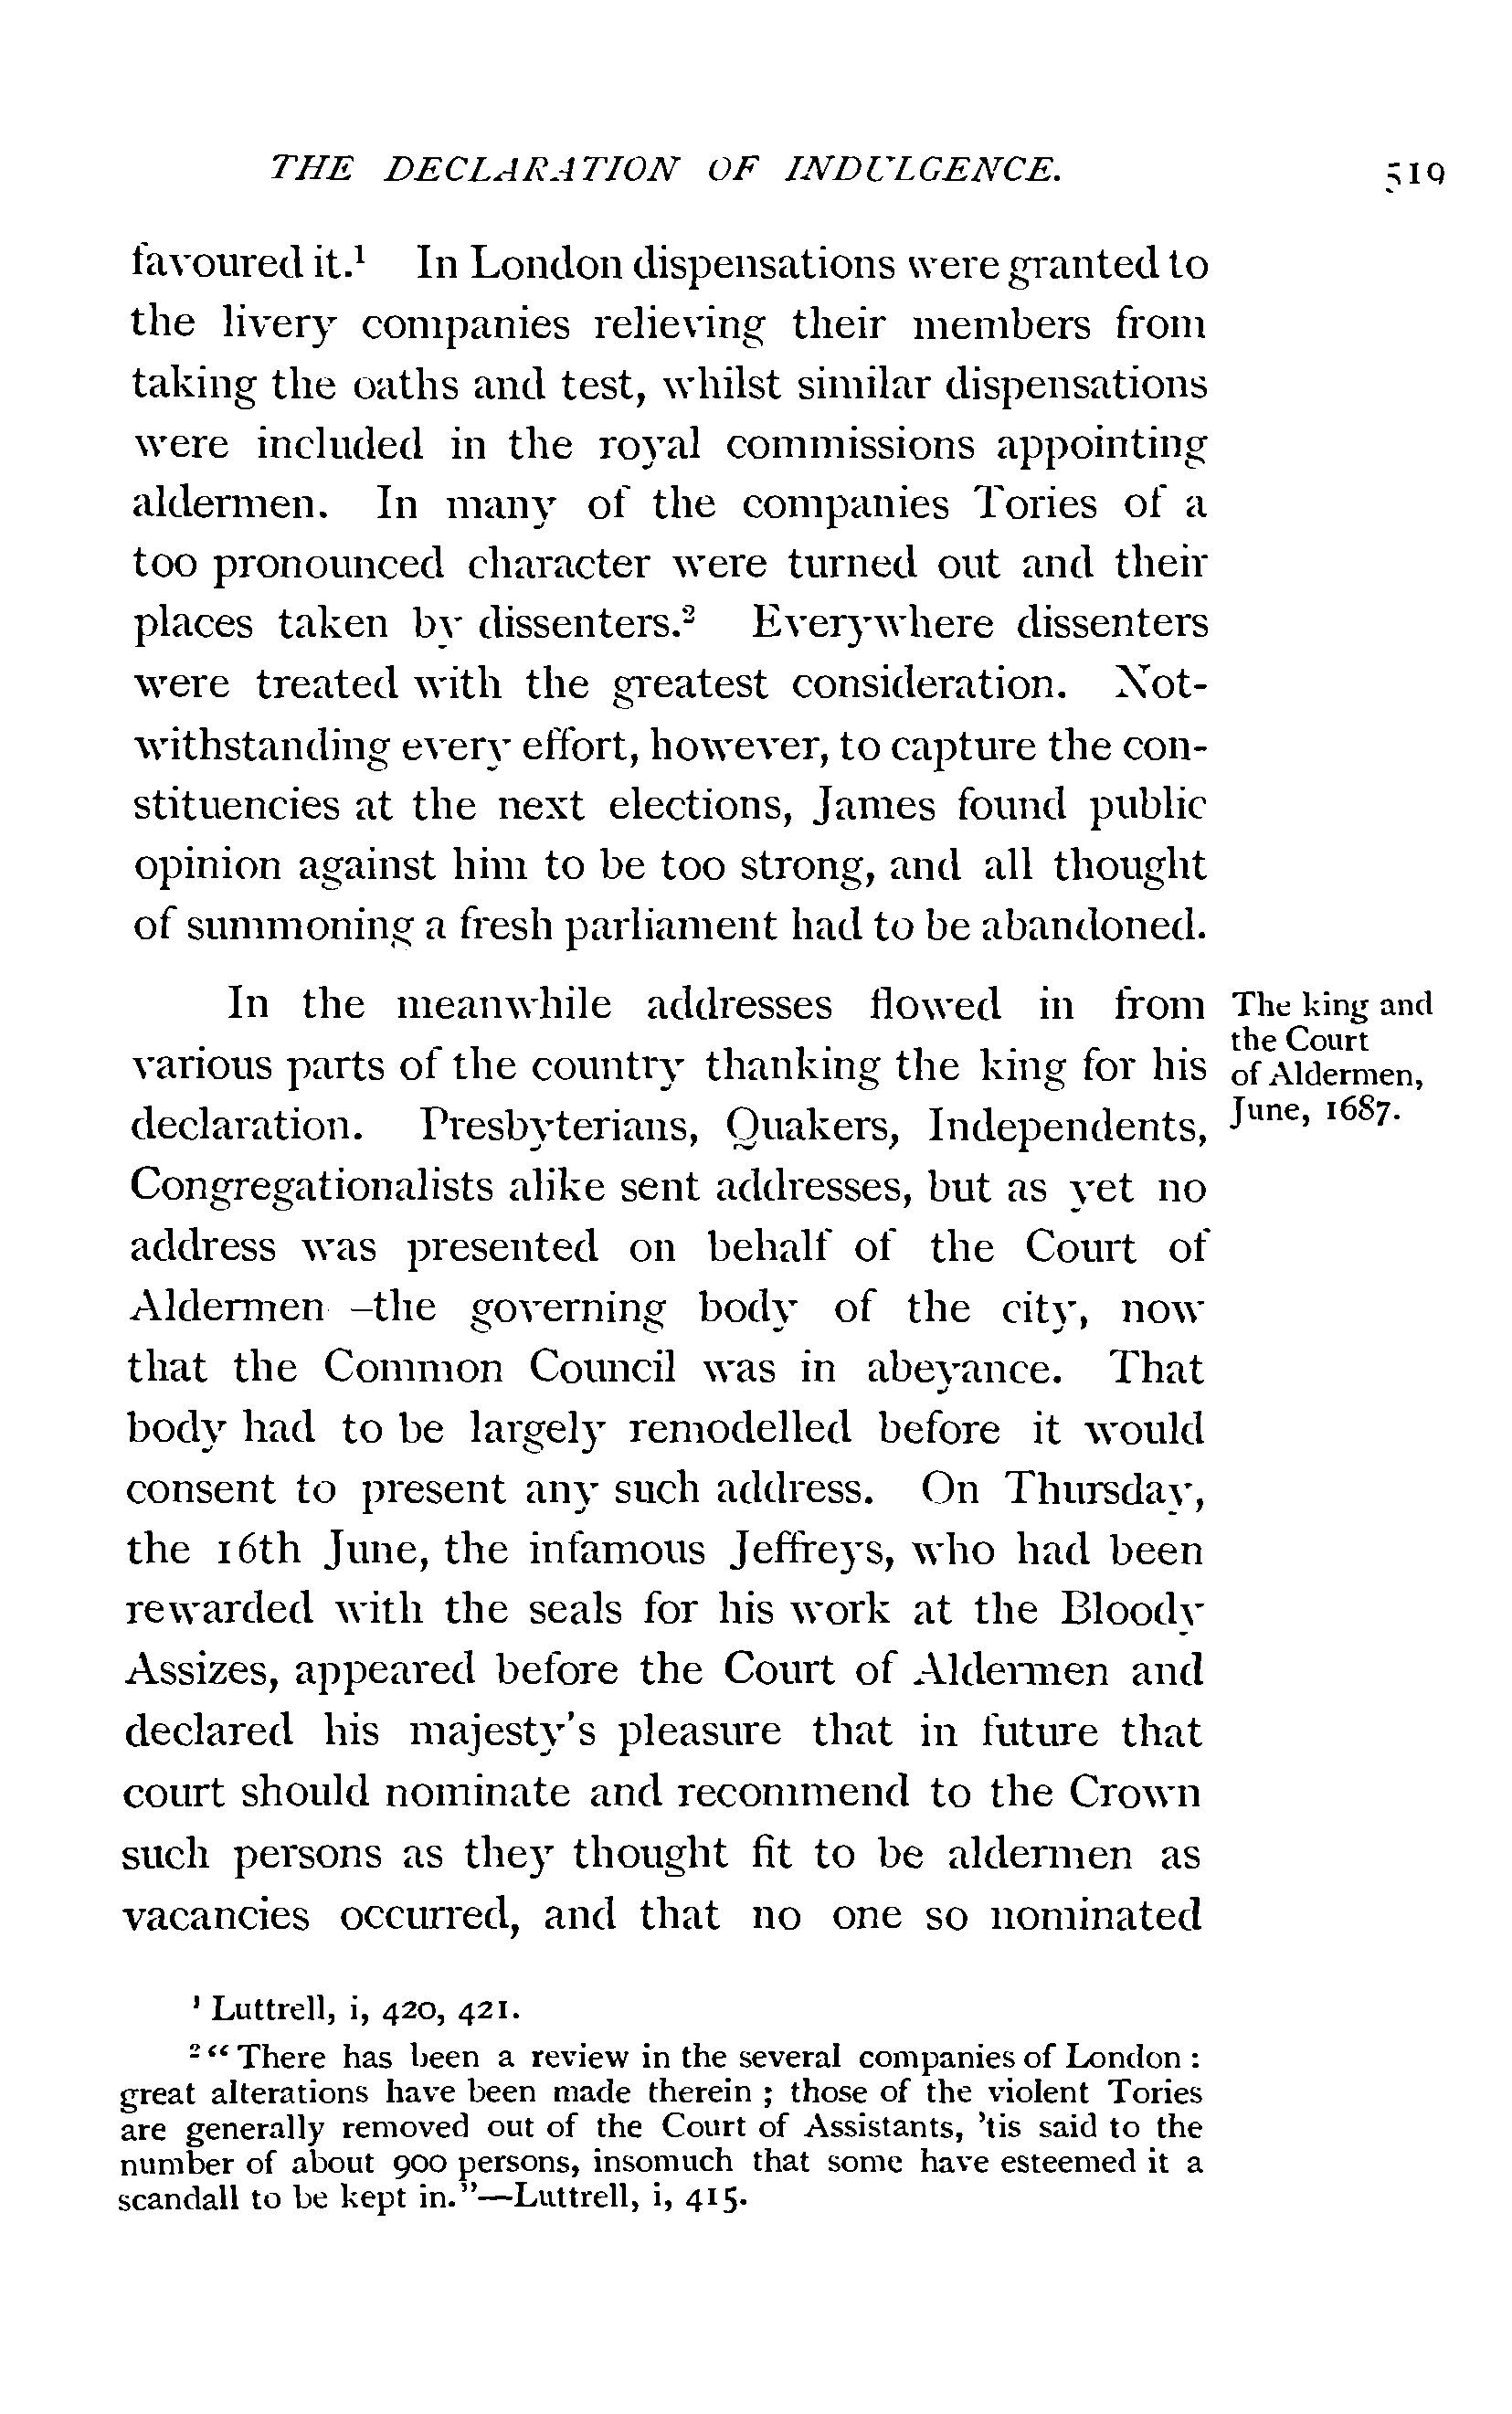 THE DECLARATION OF INDULGENCE. 519
favoured it.¹ In London dispensations were granted to
the livery companies relieving their members from
taking the oaths and test, whilst similar dispensations
were included in the royal commissions appointing
aldermen. In many of the companies Tories of a
too pronounced character were turned out and their
places taken by dissenters.² Everywhere dissenters
were treated with the greatest consideration. Not-
withstanding every effort, however, to capture the con-
stituencies at the next elections, James found public
opinion against him to be too strong, and all thought
of summoning a fresh parliament had to be abandoned.
In the meanwhile addresses flowed in from
various parts of the country thanking the king for his
declaration. Presbyterians, Quakers, Independents,
Congregationalists alike sent addresses, but as yet no
address was presented on behalf of the Court of
Aldermen –the governing body of the city, now
that the Common Council was in abeyance. That
body had to be largely remodelled before it would
consent to present any such address. On Thursday,
the 16th June, the infamous Jeffreys, who had been
rewarded with the seals for his work at the Bloody
Assizes, appeared before the Court of Aldermen and
declared his majesty's pleasure that in future that
court should nominate and recommend to the Crown
such persons as they thought fit to be aldermen as
vacancies occurred, and that no one so nominated
The king and
the Court
of Aldermen,
June, 1687.
¹ Luttrell, i, 420, 421.
² "There has been a review in the several companies of London :
great alterations have been made therein ; those of the violent Tories
are generally removed out of the Court of Assistants, 'tis said to the
number of about 900 persons, insomuch that some have esteemed it a
scandall to be kept in."—Luttrell, i, 415.